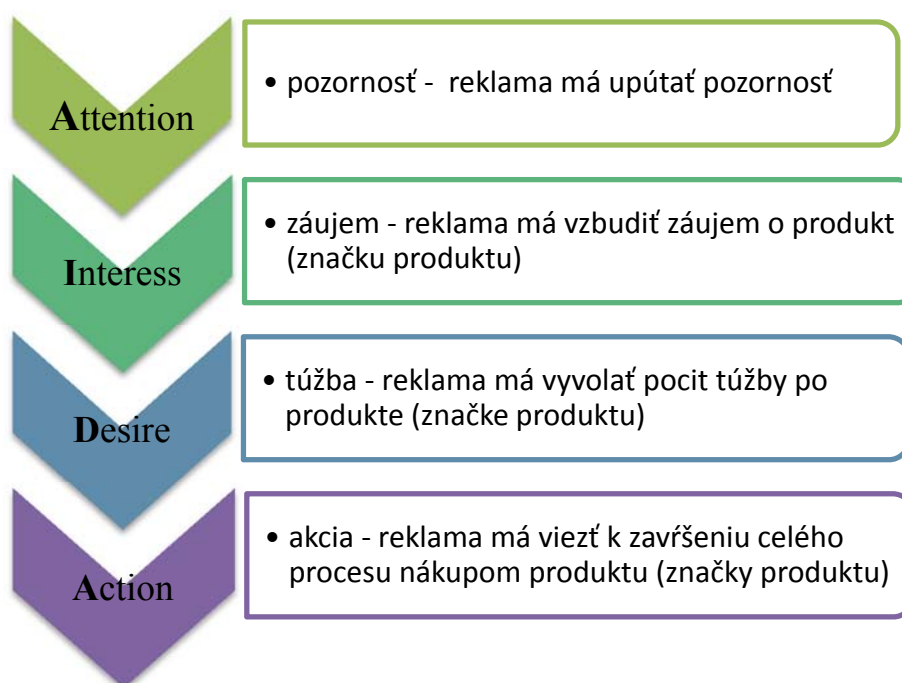 Attention
• pozornosť - reklama má upútať pozornosť
Interess
• záujem - reklama má vzbudiť záujem o produkt
(značku produktu)
Desire
• túžba - reklama má vyvolať pocit túžby po
produkte (značke produktu)
Action
• akcia - reklama má viezť k zavŕšeniu celého
procesu nákupom produktu (značky produktu)